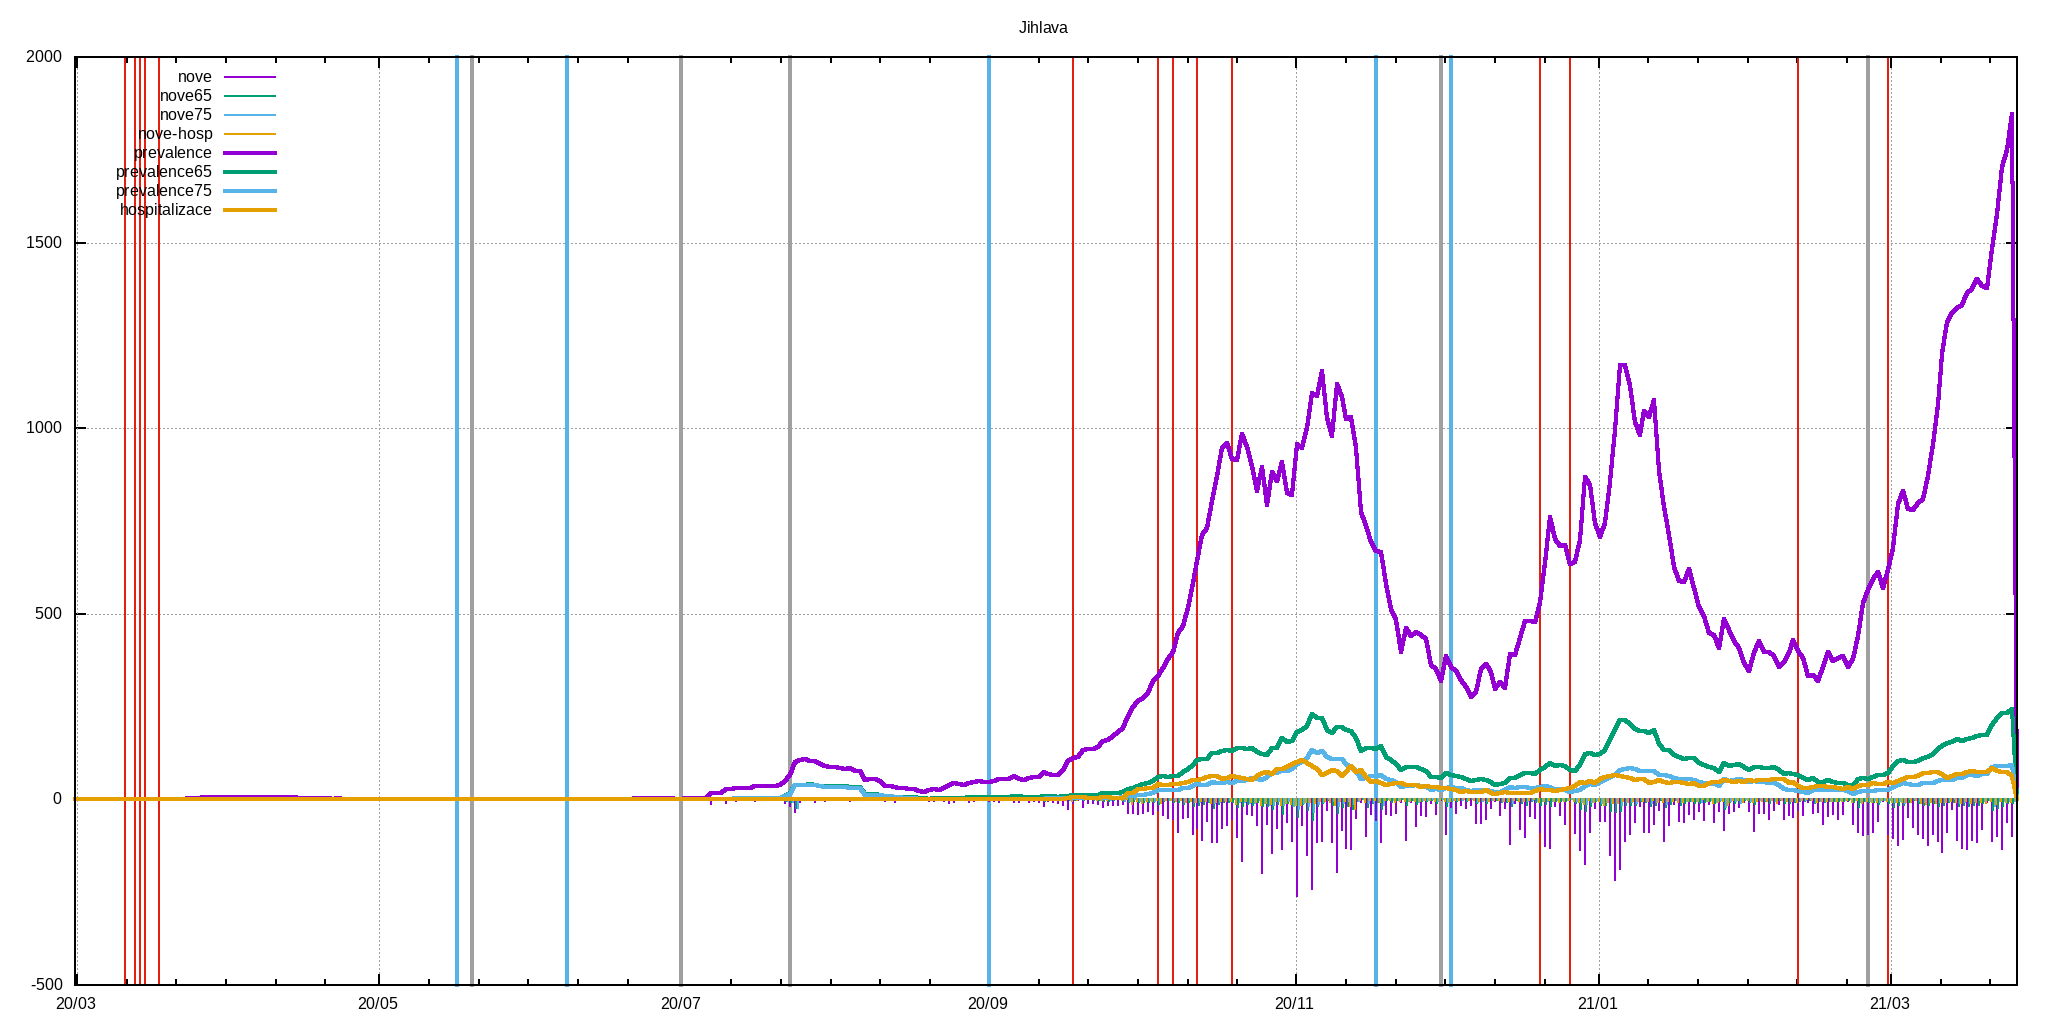 Jihlava
2000
1500
1000
500
0
-500
nove
nove65
nove75
nove-hosp
prevalence
prevalence65
prevalence75
hospitalizace
20/03 20/05 20/07 20/09 20/11 21/01 21/03